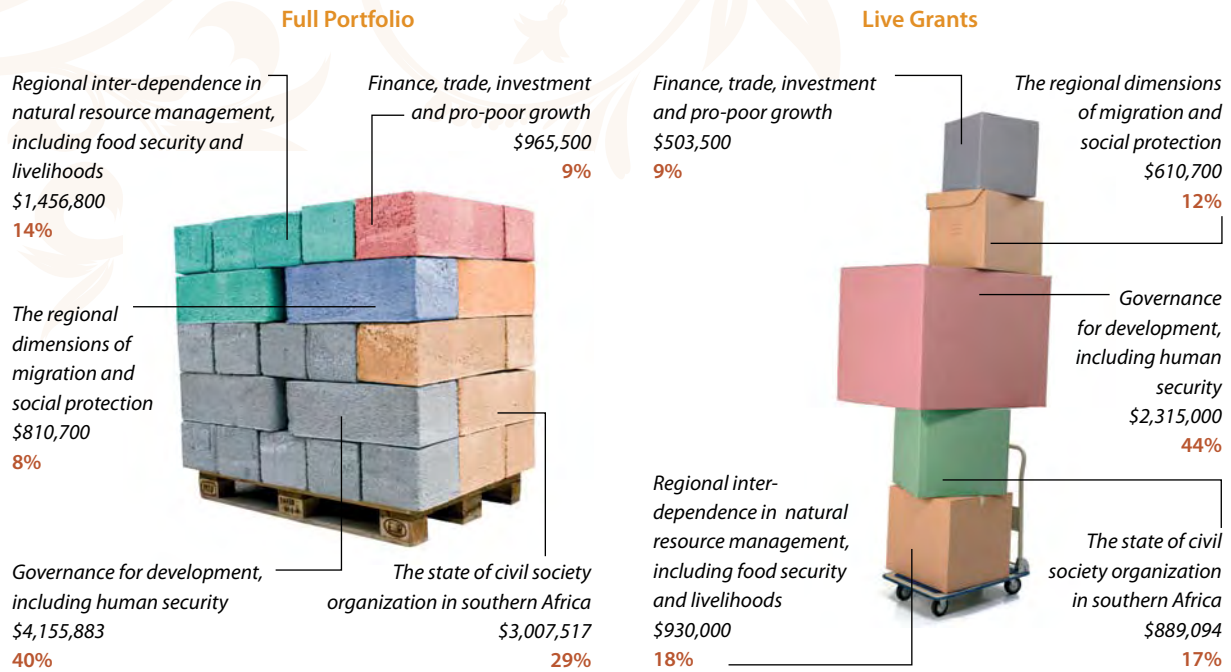 Full Portfolio
Regional inter-dependence in
natural resource management,
including food security and
livelihoods
$1,456,800
14%
Finance, trade, investment
and pro-poor growth
$965,500
9%
The regional
dimensions of
migration and
social protection
$810,700
8%
Governance for development,
including human security
$4,155,883
40%
The state of civil society
organization in southern Africa
$3,007,517
29%
Live Grants
Finance, trade, investment
and pro-poor growth
$503,500
9%
The regional dimensions
of migration and
social protection
$610,700
12%
Governance
for development,
including human
security
$2,315,000
44%
Regional inter-
dependence in natural
resource management,
including food security
and livelihoods
$930,000
18%
The state of civil
society organization
in southern Africa
$889,094
17%